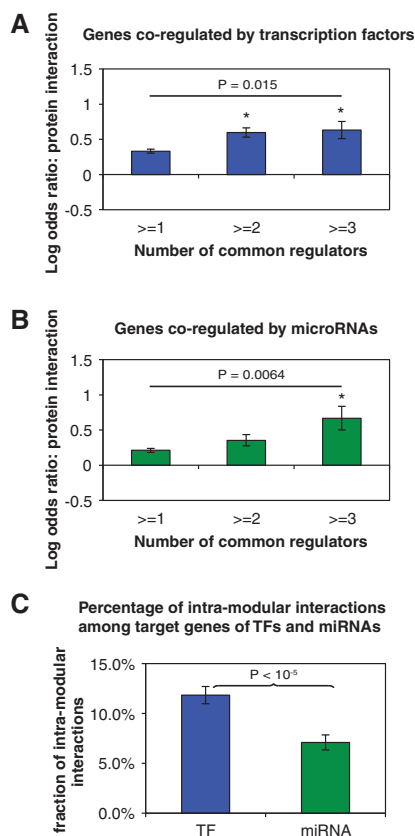 A
Genes co-regulated by transcription factors
Log odds ratio: protein interaction
1.5
1
0.5
0
-0.5
P = 0.015
*
*
>=1
>=2
>=3
Number of common regulators
B
Genes co-regulated by microRNAs
Log odds ratio: protein interaction
1.5
1
0.5
0
-0.5
P = 0.0064
*
>=1
>=2
>=3
Number of common regulators
C
Percentage of intra-modular interactions
among target genes of TFs and miRNAs
fraction of intra-modular
interactions
15.0%
10.0%
5.0%
0.0%
P < 10-5
TF
miRNA